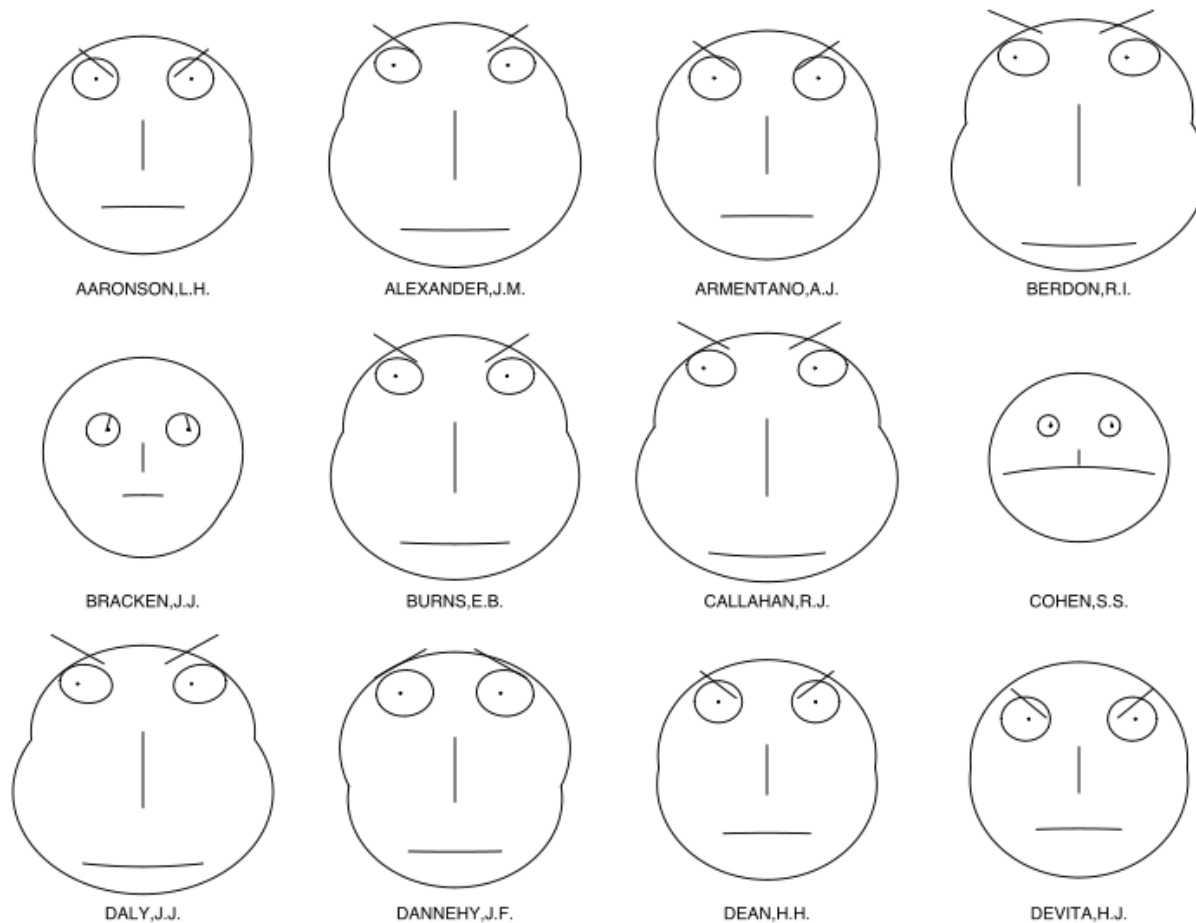 AARONSON,L.H.
ALEXANDER,J.M.
ARMENTANO,A.J.
BERDON,R.I.
BRACKEN,J.J.
BURNS,E.B.
CALLAHAN,R.J.
COHEN,S.S.
DALY,J.J.
DANNEHY,J.F.
DEAN,H.H.
DEVITA,H.J.